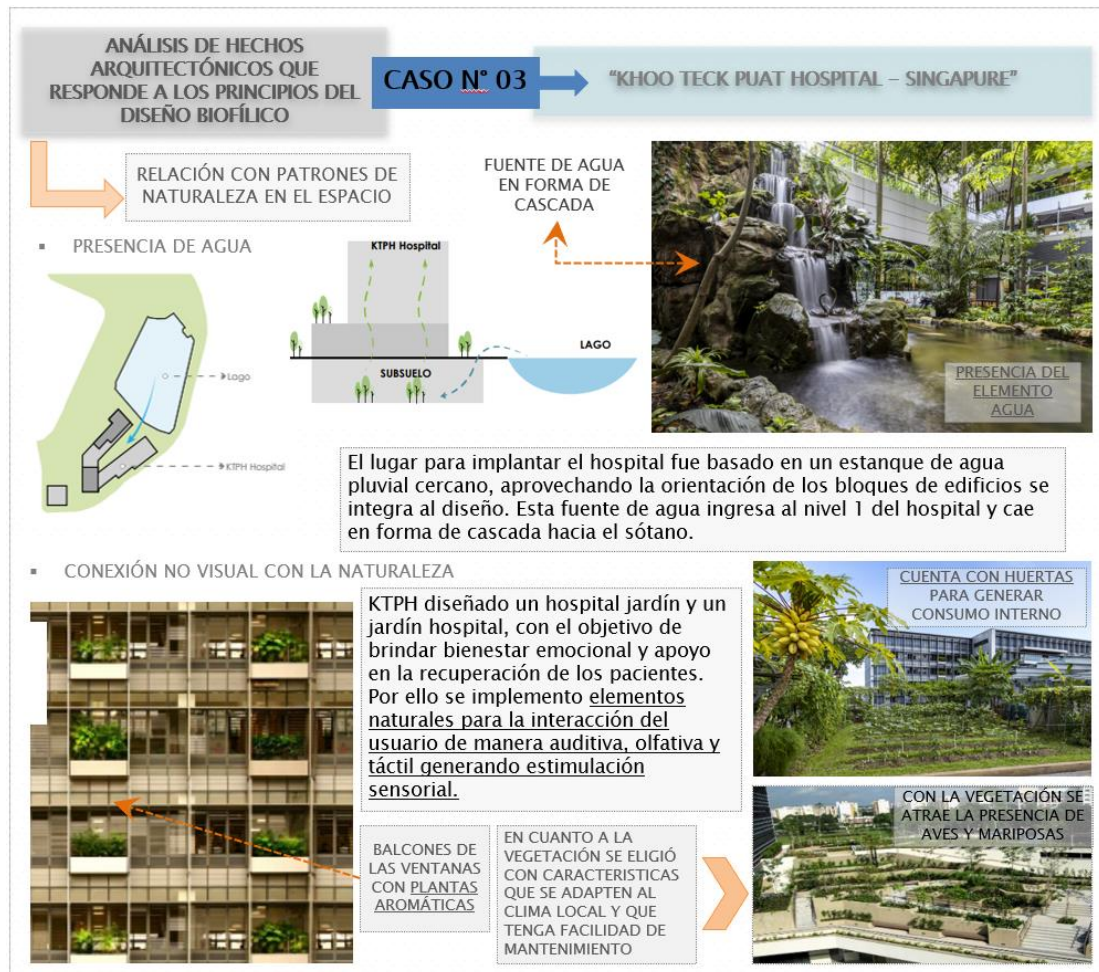 ANÁLISIS DE HECHOS
ARQUITECTÓNICOS QUE
RESPONDE A LOS PRINCIPIOS DEL
DISEÑO BIOFÍLICO
CASO N° 03
“KHOO TECK PUAT HOSPITAL – SINGAPURE”
RELACIÓN CON PATRONES DE
NATURALEZA EN EL ESPACIO
FUENTE DE AGUA
EN FORMA DE
CASCADA
▪ PRESENCIA DE AGUA
KTPH Hospital
LAGO
SUBSUELO
Lago
KTPH Hospital
PRESENCIA DEL
ELEMENTO
AGUA
El lugar para implantar el hospital fue basado en un estanque de agua
pluvial cercano, aprovechando la orientación de los bloques de edificios se
integra al diseño. Esta fuente de agua ingresa al nivel 1 del hospital y cae
en forma de cascada hacia el sótano.
▪ CONEXIÓN NO VISUAL CON LA NATURALEZA
KTPH diseñado un hospital jardín y un
jardín hospital, con el objetivo de
brindar bienestar emocional y apoyo
en la recuperación de los pacientes.
Por ello se implemento elementos
naturales para la interacción del
usuario de manera auditiva, olfativa y
táctil generando estimulación
sensorial.
CUENTA CON HUERTAS
PARA GENERAR
CONSUMO INTERNO
BALCONES DE
LAS VENTANAS
CON PLANTAS
AROMÁTICAS
EN CUANTO A LA
VEGETACIÓN SE ELIGIÓ
CON CARACTERISTICAS
QUE SE ADAPTEN AL
CLIMA LOCAL Y QUE
TENGA FACILIDAD DE
MANTENIMIENTO
CON LA VEGETACIÓN SE
ATRAE LA PRESENCIA DE
AVES Y MARIPOSAS